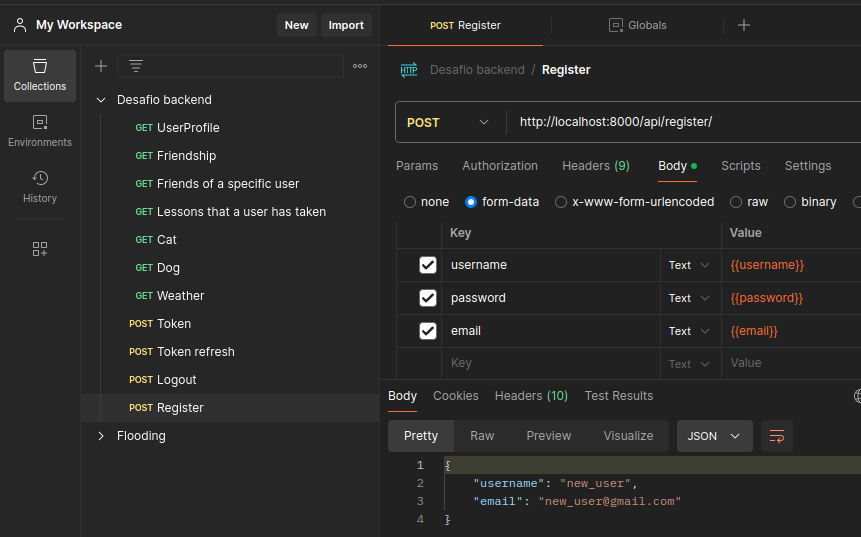 My Workspace
New
Import
Collections
Environments
History
Desafio backend
GET UserProfile
GET Friendship
GET Friends of a specific user
GET Lessons that a user has taken
GET Cat
GET Dog
GET Weather
POST Token
POST Token refresh
POST Logout
POST Register
Flooding
POST Register
Globals
HTTP
Desafio backend / Register
POST
http://localhost:8000/api/register/
Params Authorization Headers (9) Body Scripts Settings
none form-data x-www-form-urlencoded raw binary
Key Value
username Text {{username}}
password Text {{password}}
email Text {{email}}
Key Text Value
Body Cookies Headers (10) Test Results
Pretty Raw Preview Visualize JSON
1 {
2 "username": "new_user",
3 "email": "new_user@gmail.com"
4 }